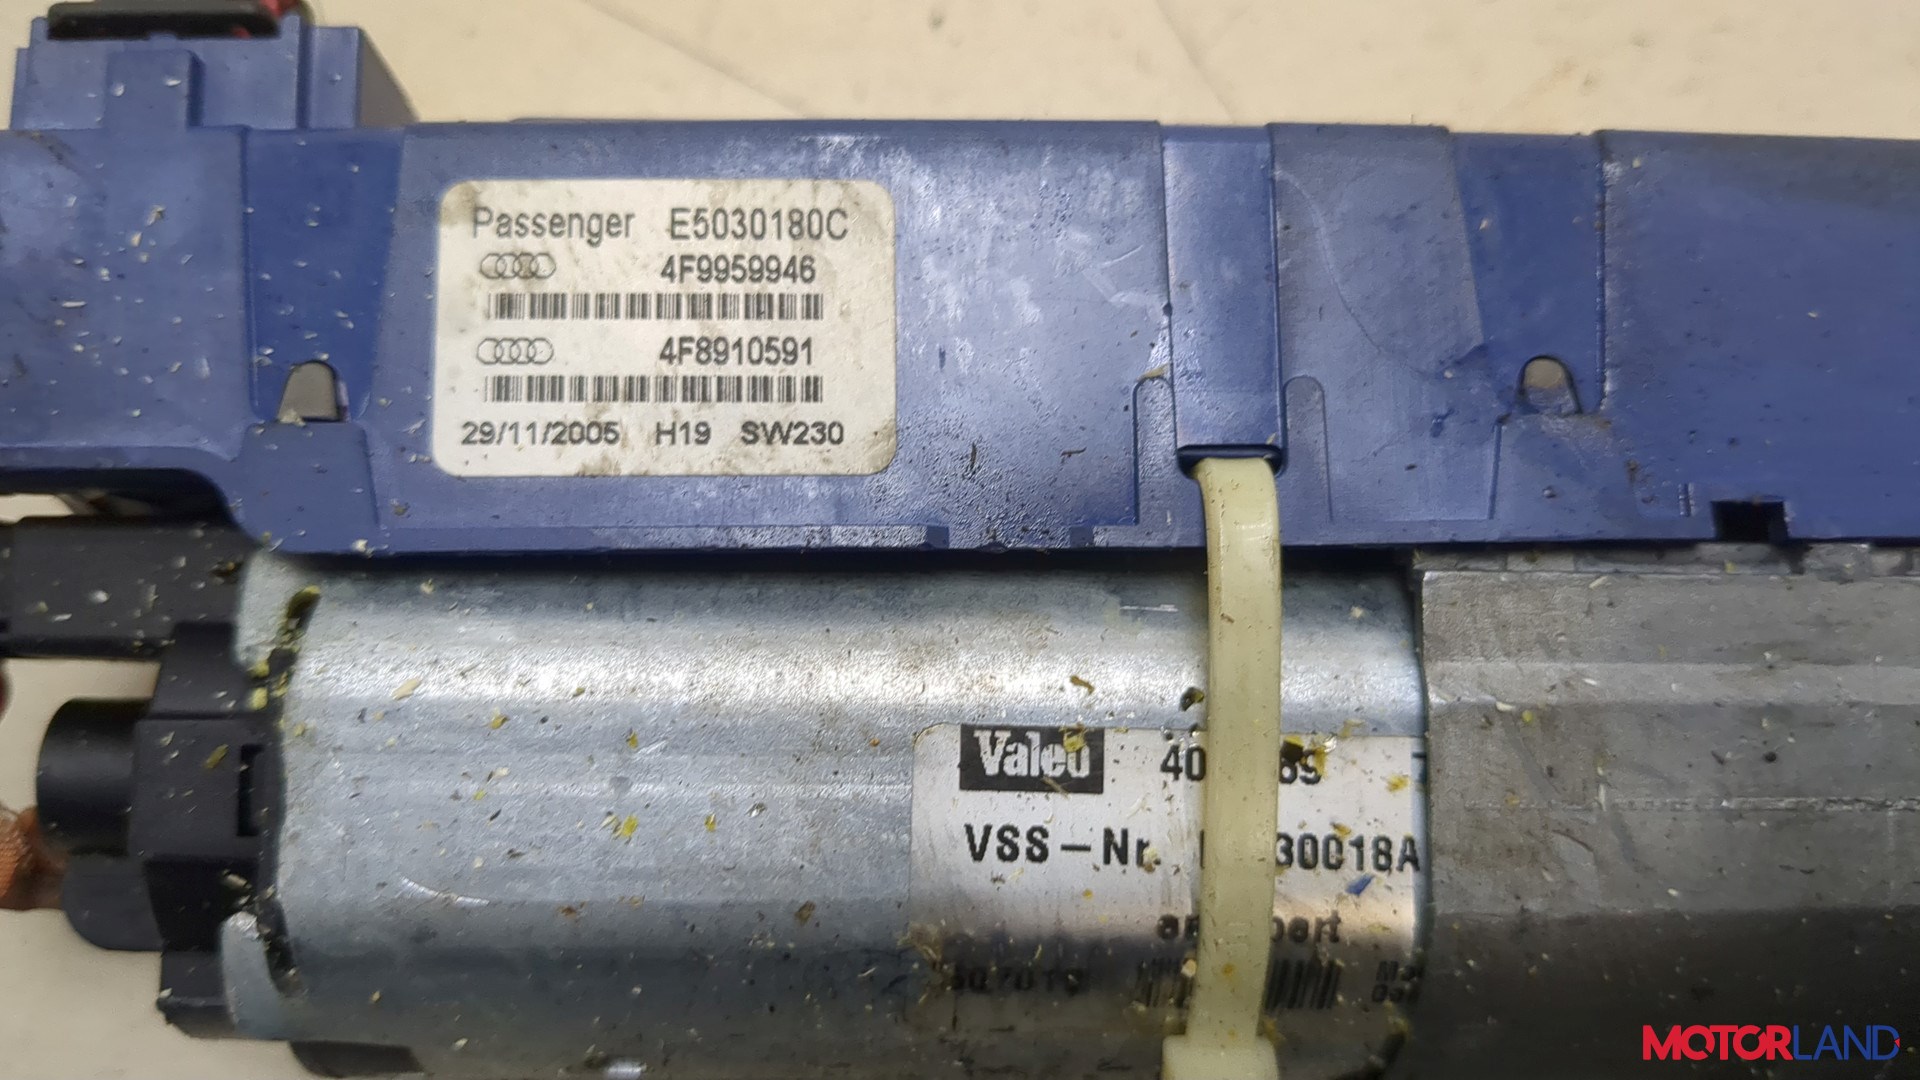 Passenger E5030180C
4F9959946
4F8910591
29/11/2005 H19 SW230
Valeo
VSS-Nr.
MOTORLAND